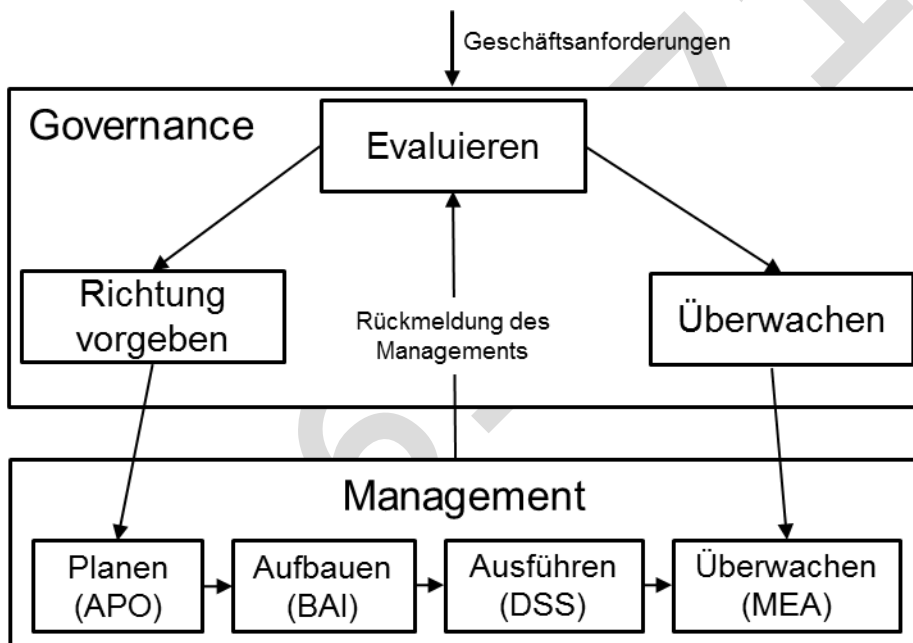 Geschäftsanforderungen
Governance
Evaluieren
Richtung
vorgeben
Rückmeldung des
Managements
Überwachen
Management
Planen
(APO)
Aufbauen
(BAI)
Ausführen
(DSS)
Überwachen
(MEA)